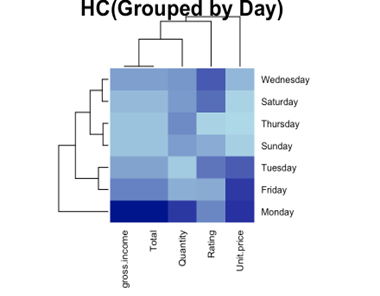 HC(Grouped by Day)
Wednesday
Saturday
Thursday
Sunday
Tuesday
Friday
Monday
gross.income
Total
Quantity
Rating
Unit.price